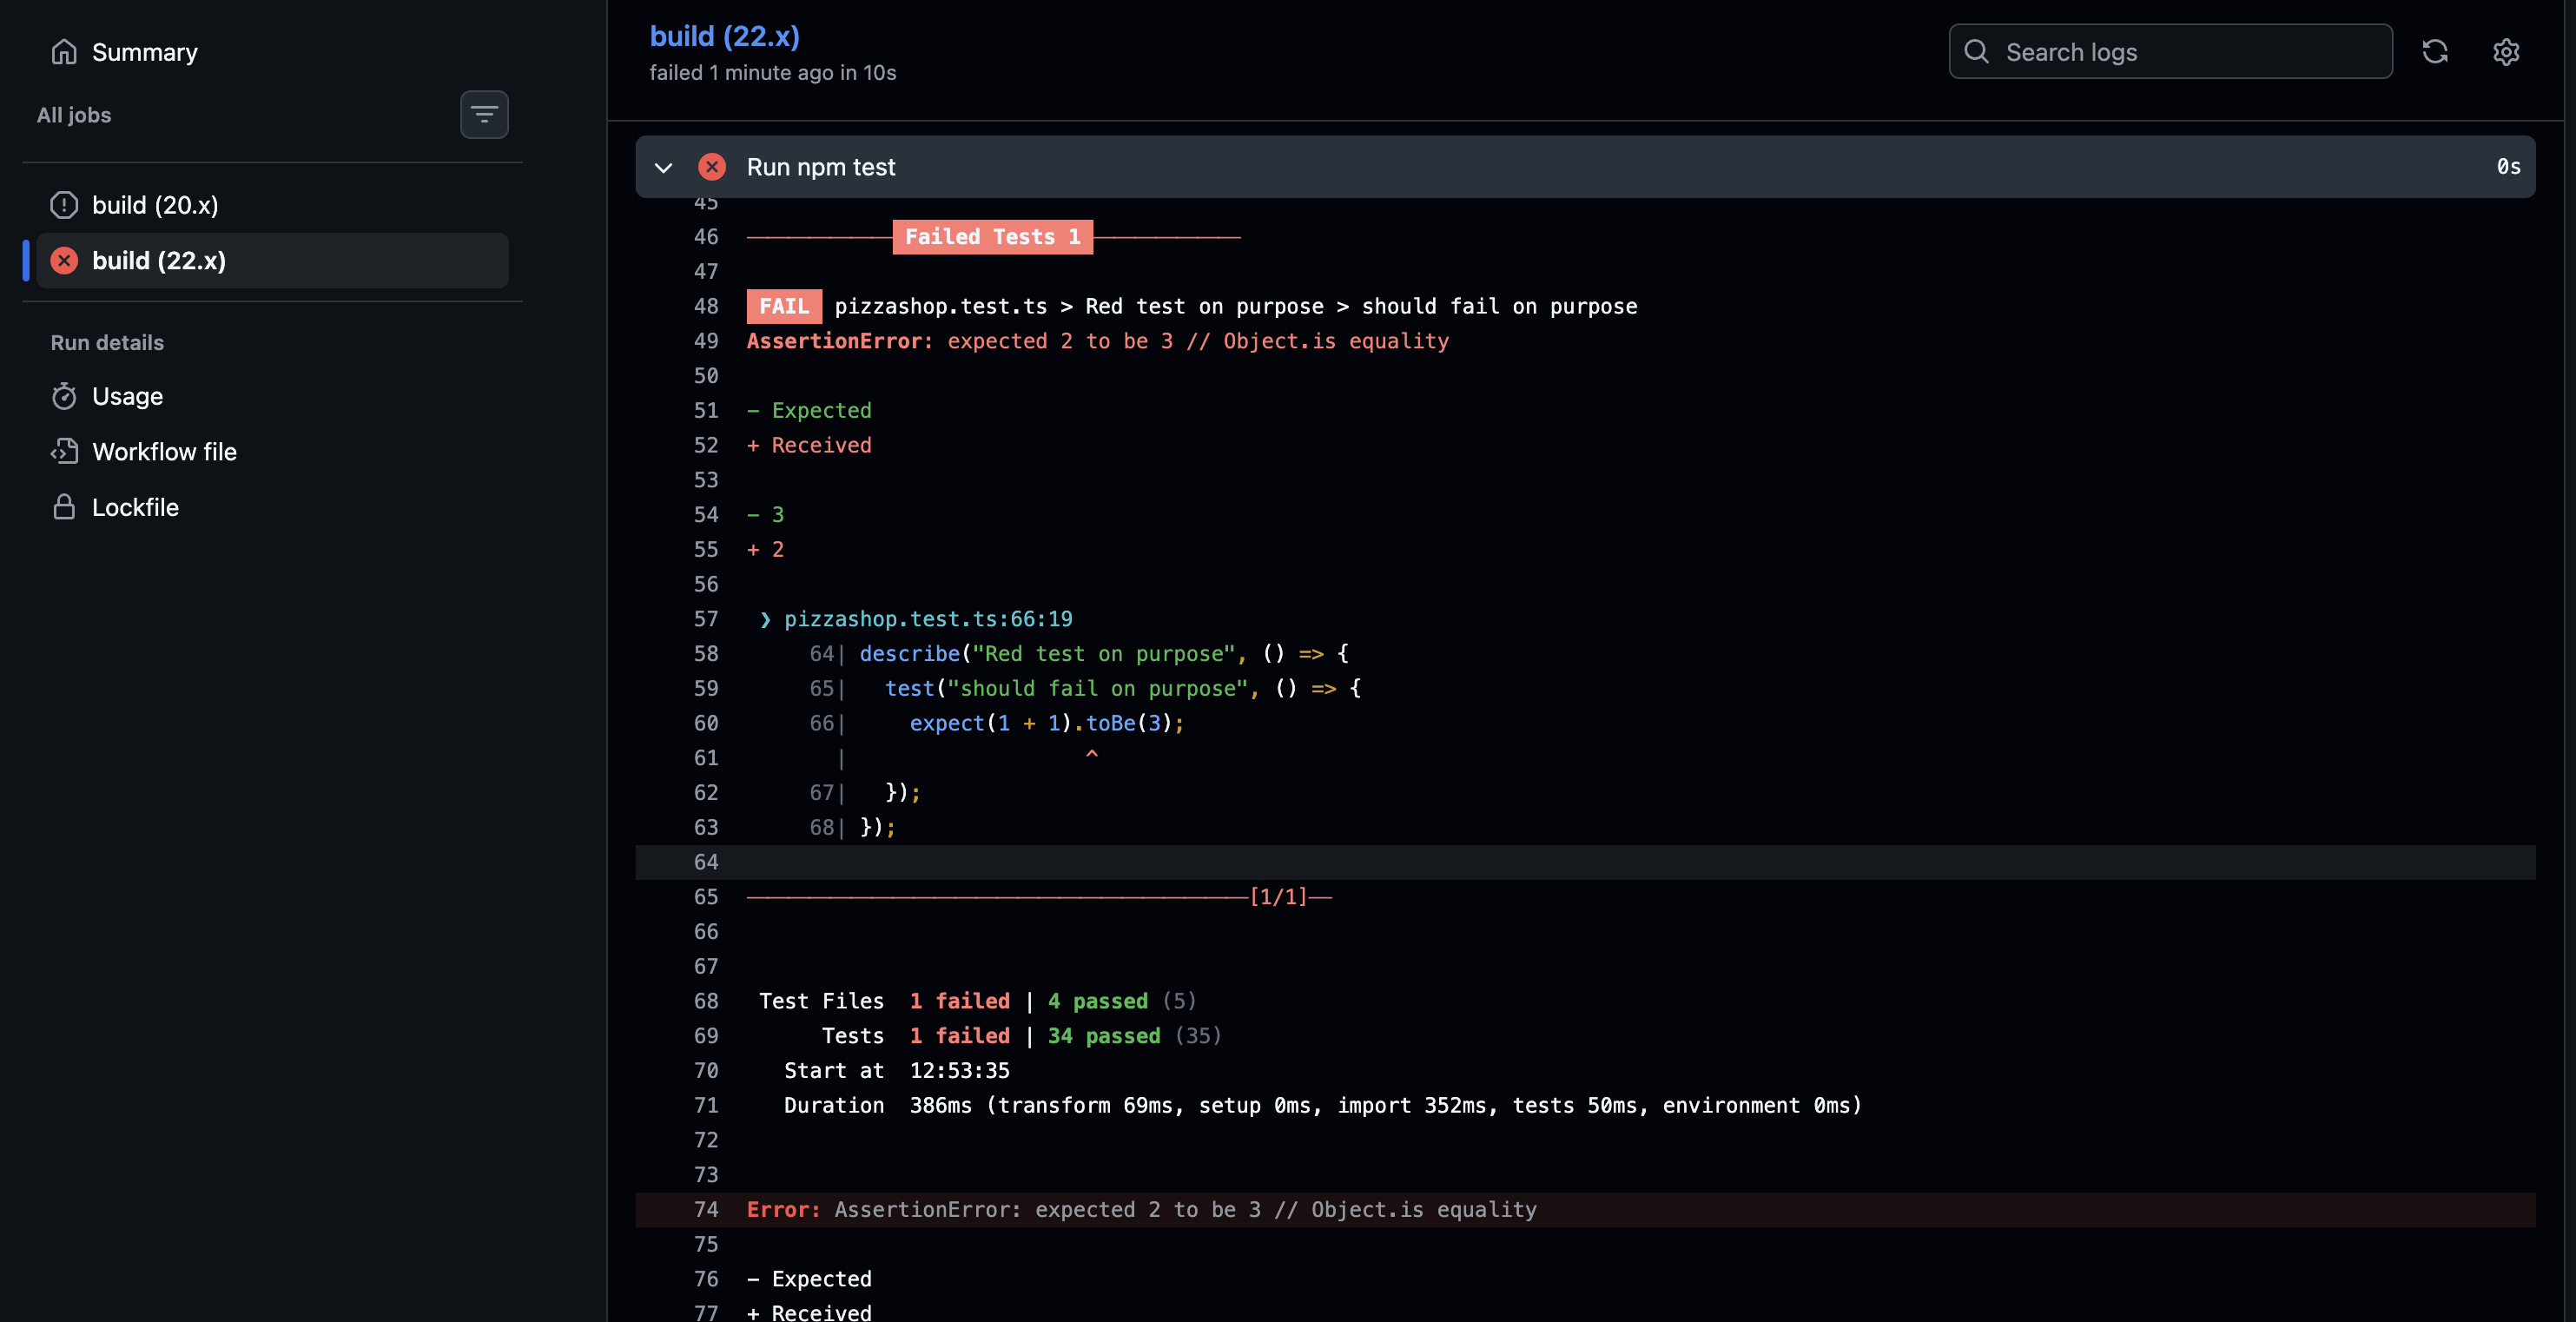 Summary
All jobs
build (20.x)
build (22.x)
Run details
Usage
Workflow file
Lockfile
build (22.x)
failed 1 minute ago in 10s
Search logs
Run npm test 0s
45
46 Failed Tests 1
47
48 FAIL pizzashop.test.ts > Red test on purpose > should fail on purpose
49 AssertionError: expected 2 to be 3 // Object.is equality
50
51 - Expected
52 + Received
53
54 - 3
55 + 2
56
57 ❯ pizzashop.test.ts:66:19
58 64| describe("Red test on purpose", () => {
59 65|   test("should fail on purpose", () => {
60 66|     expect(1 + 1).toBe(3);
61 |                   ^
62 67|   });
63 68| });
64
65 [1/1]
66
67
68 Test Files 1 failed | 4 passed (5)
69 Tests 1 failed | 34 passed (35)
70 Start at 12:53:35
71 Duration 386ms (transform 69ms, setup 0ms, import 352ms, tests 50ms, environment 0ms)
72
73
74 Error: AssertionError: expected 2 to be 3 // Object.is equality
75
76 - Expected
77 + Received